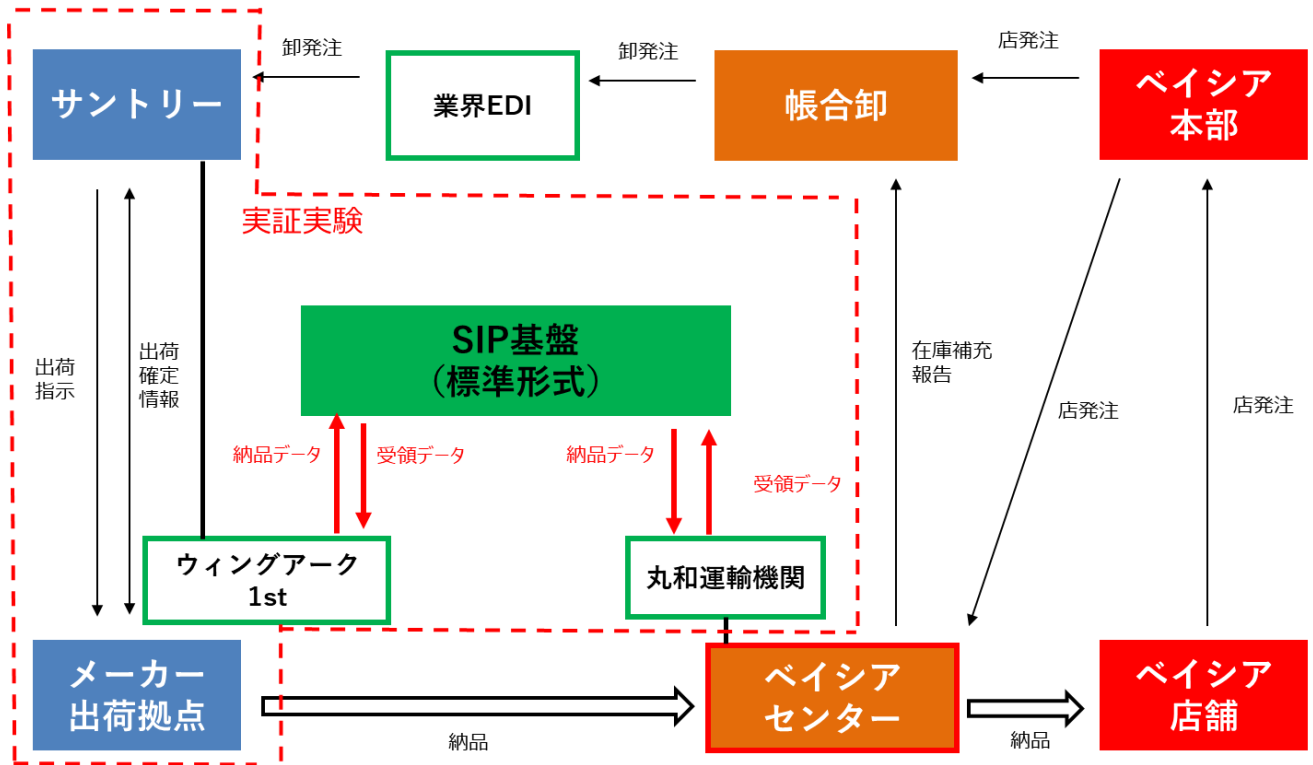 卸発注
卸発注
店発注
サントリー
業界EDI
帳合卸
ベイシア
本部
実証実験
SIP基盤
(標準形式)
出荷
指示
出荷
確定
情報
在庫補充
報告
店発注
店発注
納品データ
受領データ
納品データ
受領データ
ウィングアーク
1st
丸和運輸機関
メーカー
出荷拠点
納品
ベイシア
センター
納品
ベイシア
店舗